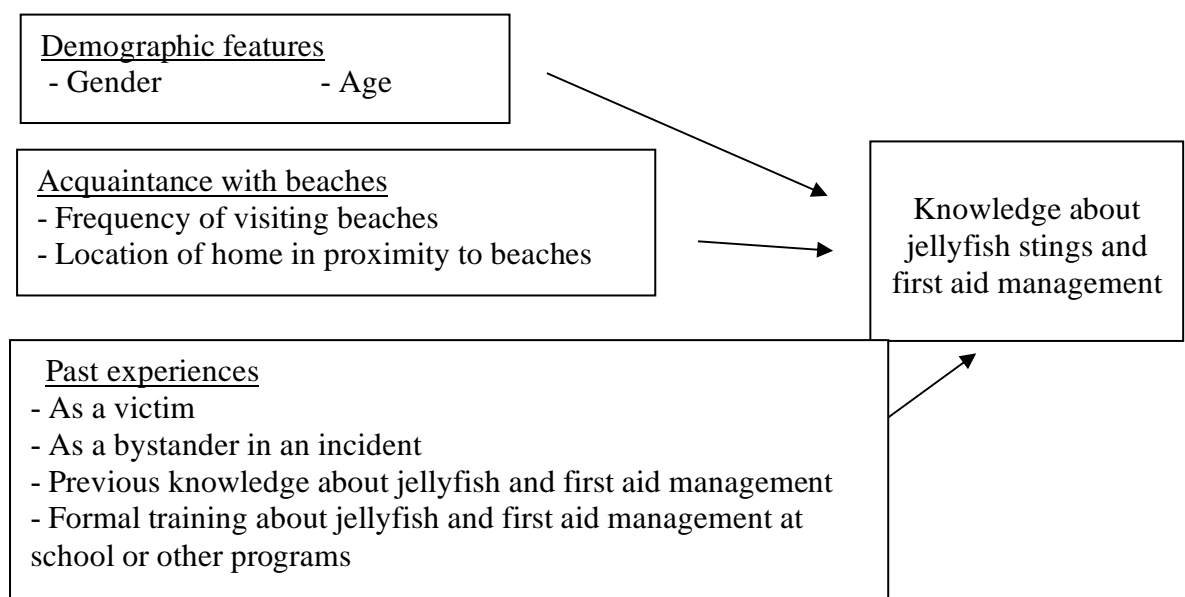 Demographic features
- Gender - Age
Acquaintance with beaches
- Frequency of visiting beaches
- Location of home in proximity to beaches
Knowledge about
jellyfish stings and
first aid management
Past experiences
- As a victim
- As a bystander in an incident
- Previous knowledge about jellyfish and first aid management
- Formal training about jellyfish and first aid management at
school or other programs